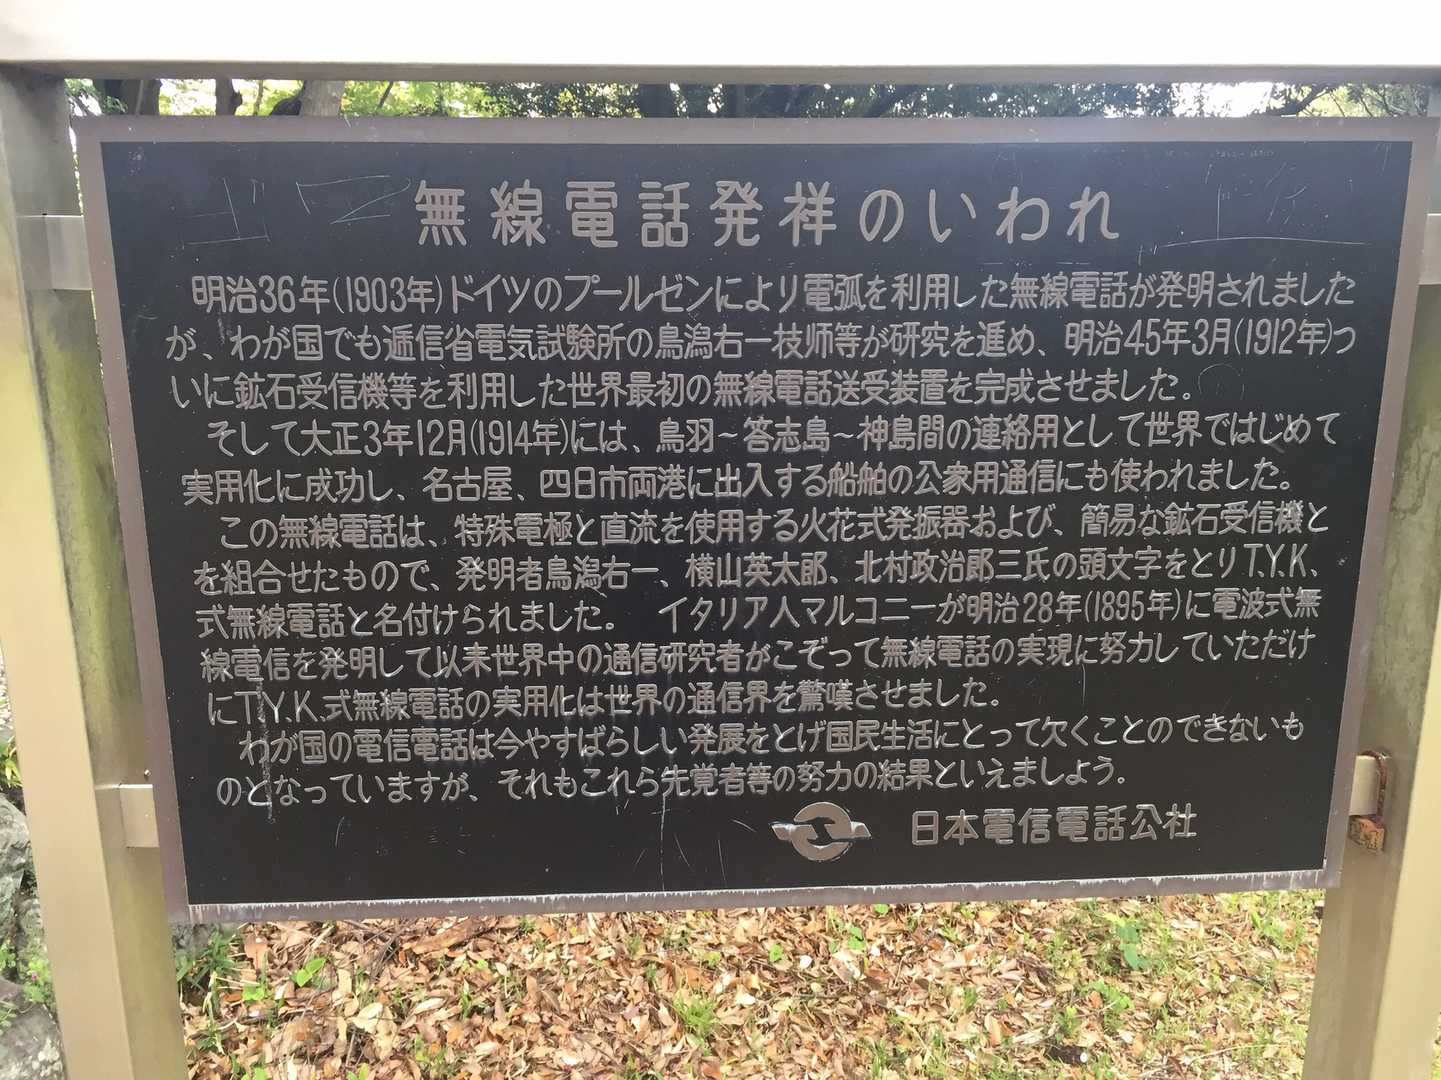 無線電話発祥のいわれ
明治36年(1903年)ドイツのプールゼンにより電弧を利用した無線電話が発明されました
が、わが国でも逓信省電気試験所の鳥潟右一技师等が研究を進め、明治45年3月(1912年)つ
いに鉱石受信機等を利用した世界最初の無線電話送受装置を完成させました。
そして大正3年12月(1914年)には、鳥羽～答志島～神島間の連絡用として世界ではじめて
実用化に成功し、名古屋、四日市両港に出入する船舶の公衆用通信にも使われました。
この無線電話は、特殊電極と直流を使用する火花式発振器および、簡易な鉱石受信機と
を組合せたもので、発明者鳥潟右一、横山英太郎、北村政治郎三氏の頭文字をとりT.Y.K.
式無線電話と名付けられました。 イタリア人マルコニーが明治28年(1895年)に電波式無
線電信を発明して以来世界中の通信研究者がこぞって無線電話の実現に努力していただけ
にT.Y.K.式無線電話の実用化は世界の通信界を驚嘆させました。
わが国の電信電話は今やすばらしい発展をとげ国民生活にとって欠くことのできないも
のとなっていますが、それもこれら先覚者等の努力の結果といえましょう。
日本電信電話公社